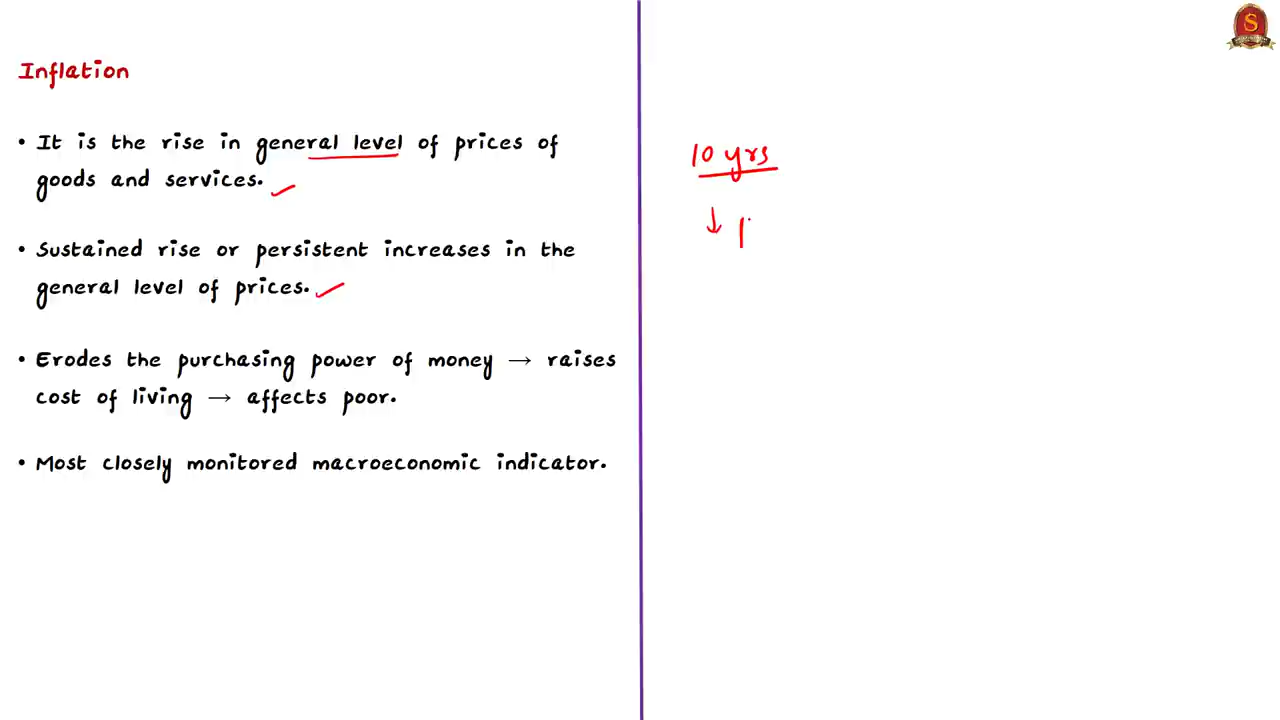 Inflation
• It is the rise in general level of prices of
goods and services.
• Sustained rise or persistent increases in the
general level of prices.
• Erodes the purchasing power of money → raises
cost of living → affects poor.
• Most closely monitored macroeconomic indicator.
10 yrs
↓
S